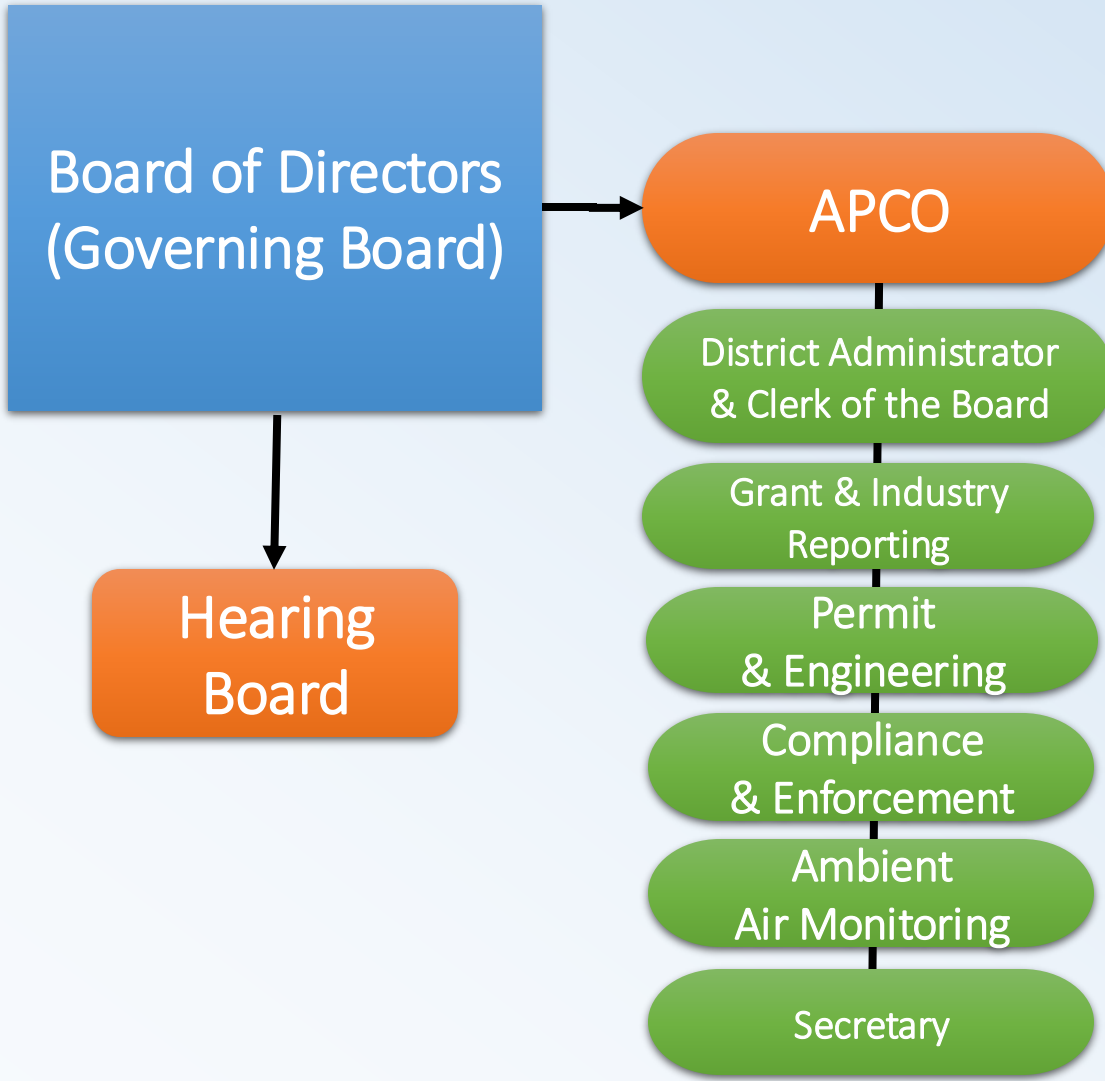 Board of Directors
(Governing Board)
APCO
District Administrator
& Clerk of the Board
Grant & Industry
Reporting
Permit
& Engineering
Compliance
& Enforcement
Ambient
Air Monitoring
Secretary
Hearing
Board